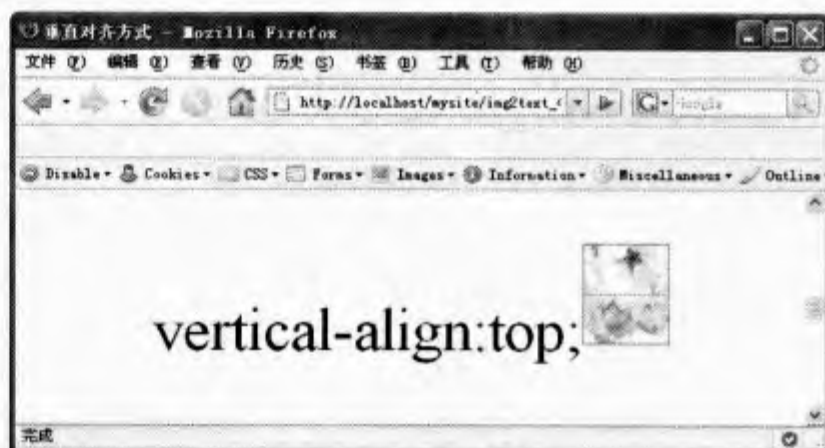 垂直对齐方式 - Mozilla Firefox
文件 (F) 编辑 (E) 查看 (V) 历史 (S) 书签 (B) 工具 (T) 帮助 (H)
http://localhost/mysite/img2text_
Google
Disable Cookies CSS Forms Images Information Miscellaneous Outline
vertical-align:top;
完成